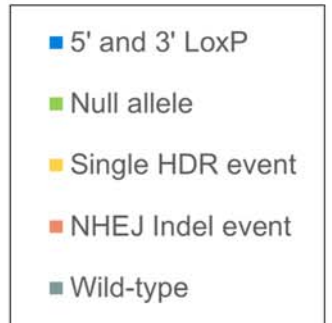 5' and 3' LoxP
Null allele
Single HDR event
NHEJ Indel event
Wild-type